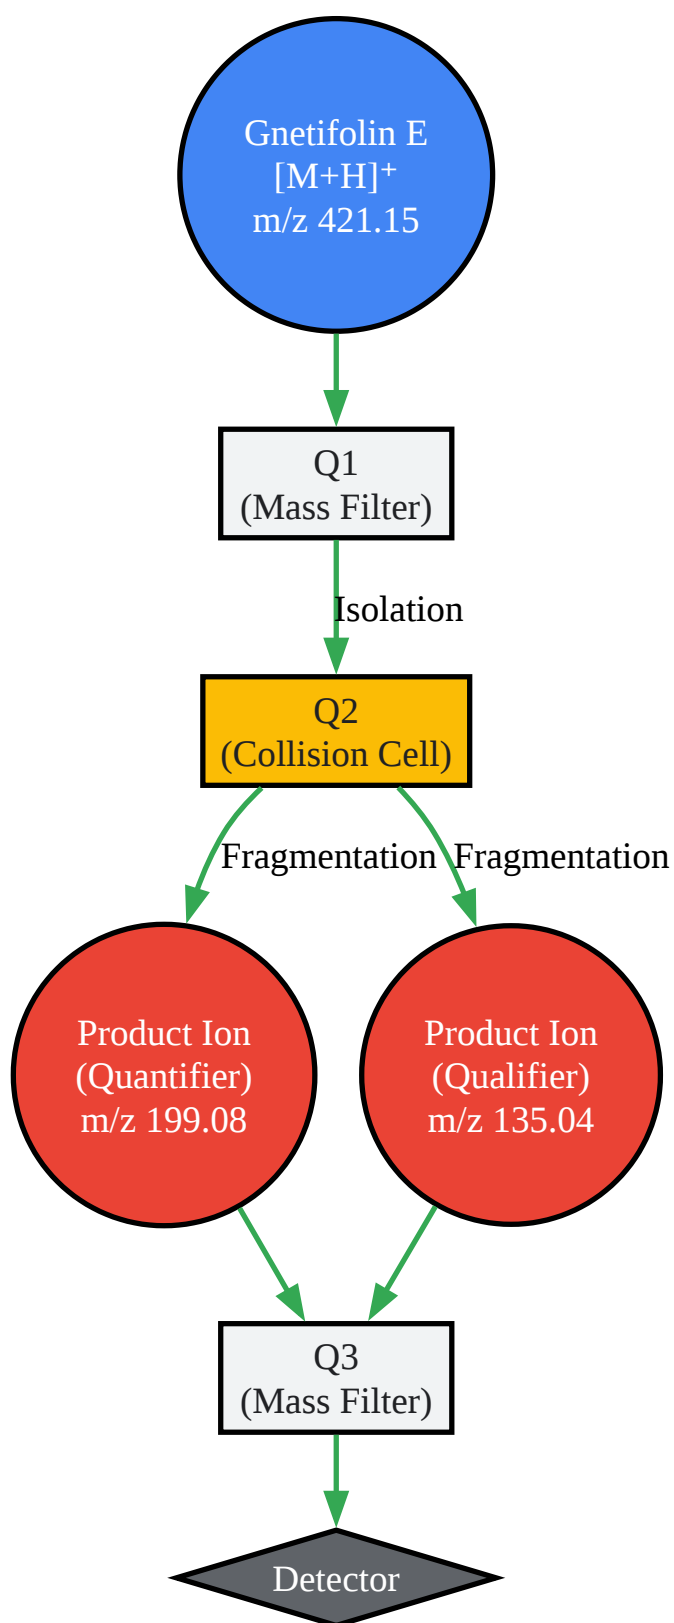 Gnetifolin E
[M+H]⁺
m/z 421.15
Q1
(Mass Filter)
Isolation
Q2
(Collision Cell)
Fragmentation
Fragmentation
Product Ion
(Quantifier)
m/z 199.08
Product Ion
(Qualifier)
m/z 135.04
Q3
(Mass Filter)
Detector